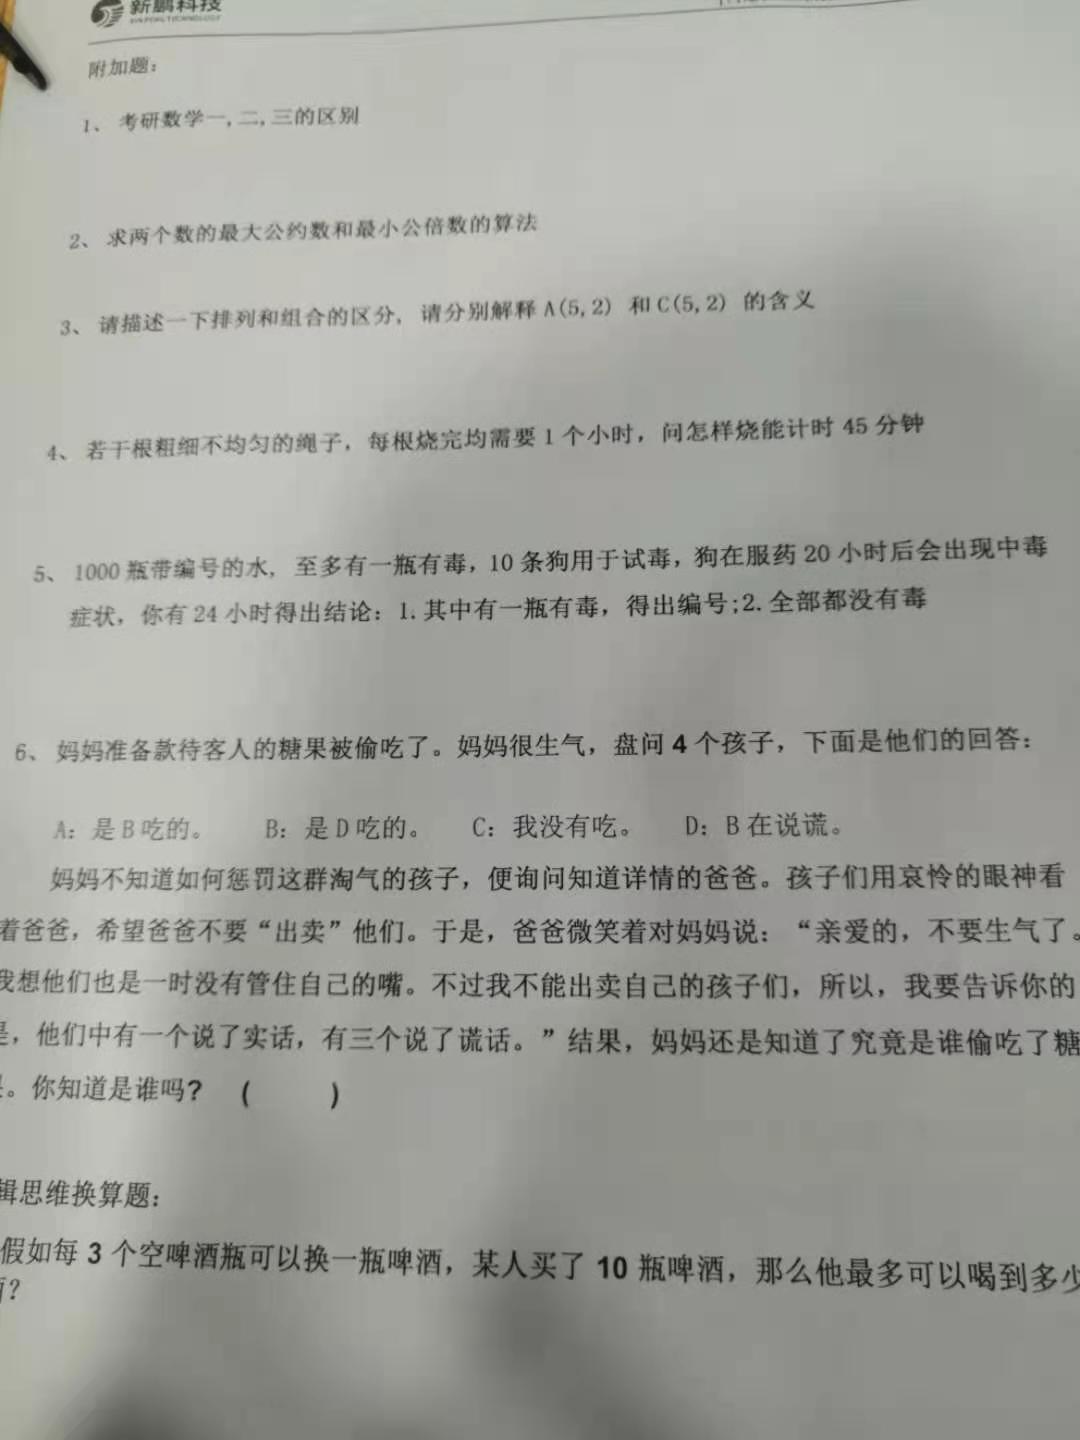 新鹏科技
附加题：
1、考研数学一,二,三的区别
2、求两个数的最大公约数和最小公倍数的算法
3、请描述一下排列和组合的区分，请分别解释 A(5,2) 和 C(5,2) 的含义
4、若干根粗细不均匀的绳子，每根烧完均需要 1 个小时，问怎样烧能计时 45 分钟
5、1000 瓶带编号的水，至多有一瓶有毒，10 条狗用于试毒，狗在服药 20 小时后会出现中毒
症状，你有 24 小时得出结论：1.其中有一瓶有毒，得出编号;2.全部都没有毒
6、妈妈准备款待客人的糖果被偷吃了。妈妈很生气，盘问 4 个孩子，下面是他们的回答：
A：是 B 吃的。 B：是 D 吃的。 C：我没有吃。 D：B 在说谎。
妈妈不知道如何惩罚这群淘气的孩子，便询问知道详情的爸爸。孩子们用哀怜的眼神看
着爸爸，希望爸爸不要“出卖”他们。于是，爸爸微笑着对妈妈说：“亲爱的，不要生气了。
我想他们也是一时没有管住自己的嘴。不过我不能出卖自己的孩子们，所以，我要告诉你的
是，他们中有一个说了实话，有三个说了谎话。”结果，妈妈还是知道了究竟是谁偷吃了糖
。你知道是谁吗？（ ）
辑思维换算题：
假如每 3 个空啤酒瓶可以换一瓶啤酒，某人买了 10 瓶啤酒，那么他最多可以喝到多少
？